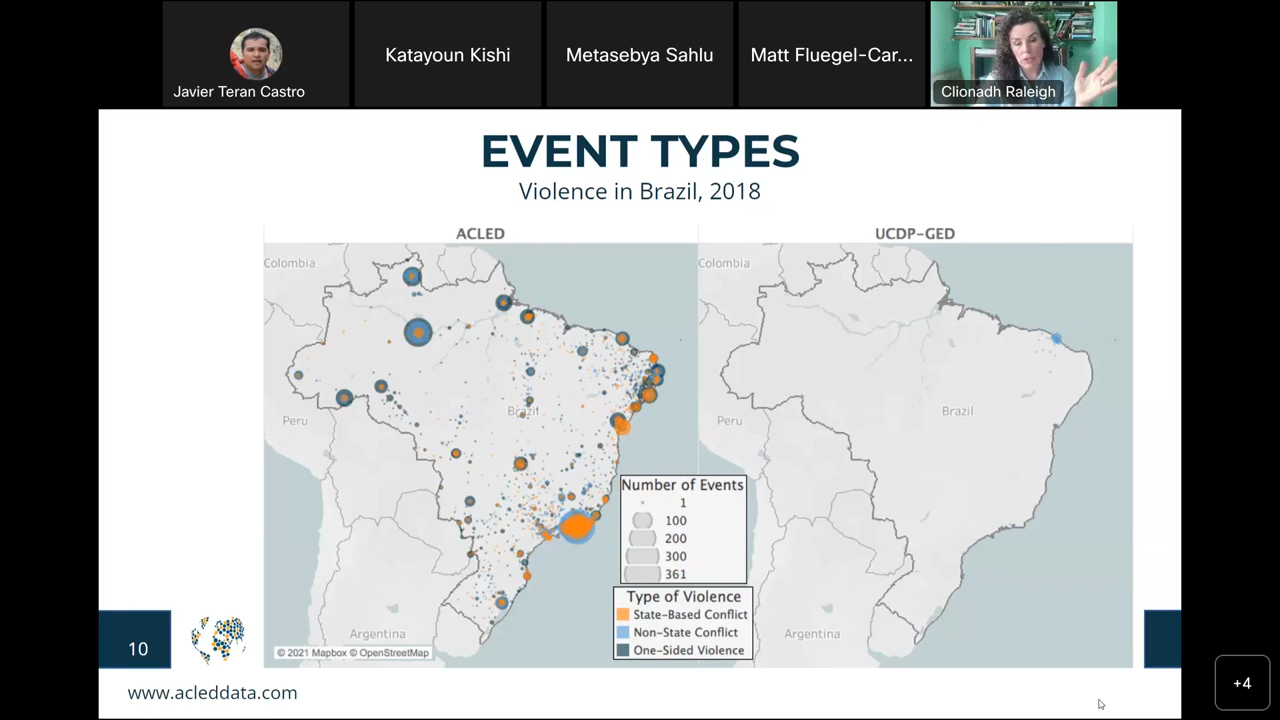 Javier Teran Castro
Katayoun Kishi
Metasebya Sahlu
Matt Fluegel-Car...
Clionadh Raleigh
EVENT TYPES
Violence in Brazil, 2018
ACLED
UCDP-GED
Colombia
Colombia
Brazil
Brazil
Peru
Peru
Number of Events
1
100
200
300
361
Type of Violence
State-Based Conflict
Non-State Conflict
One-Sided Violence
Argentina
Argentina
© 2021 Mapbox © OpenStreetMap
10
www.acleddata.com
+4